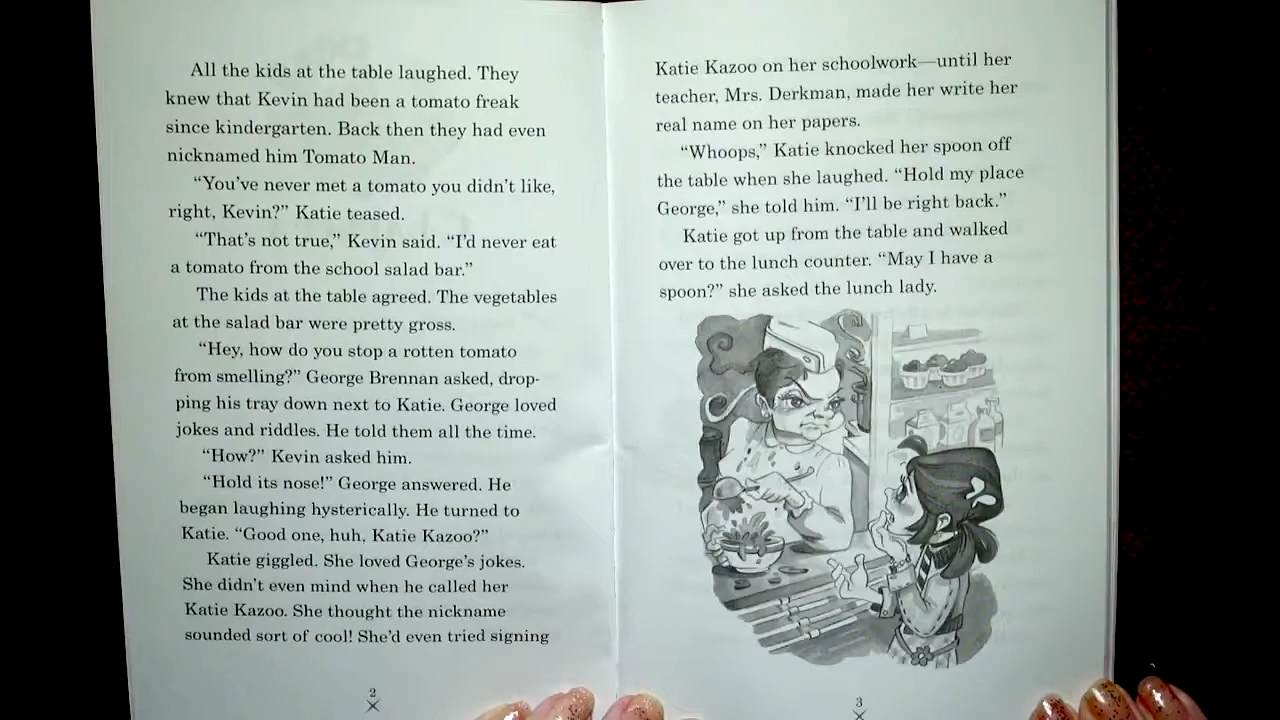 All the kids at the table laughed. They
knew that Kevin had been a tomato freak
since kindergarten. Back then they had even
nicknamed him Tomato Man.
“You’ve never met a tomato you didn’t like,
right, Kevin?” Katie teased.
“That’s not true,” Kevin said. “I’d never eat
a tomato from the school salad bar.”
The kids at the table agreed. The vegetables
at the salad bar were pretty gross.
“Hey, how do you stop a rotten tomato
from smelling?” George Brennan asked, drop-
ping his tray down next to Katie. George loved
jokes and riddles. He told them all the time.
“How?” Kevin asked him.
“Hold its nose!” George answered. He
began laughing hysterically. He turned to
Katie. “Good one, huh, Katie Kazoo?”
Katie giggled. She loved George’s jokes.
She didn’t even mind when he called her
Katie Kazoo. She thought the nickname
sounded sort of cool! She’d even tried signing
2
Katie Kazoo on her schoolwork—until her
teacher, Mrs. Derkman, made her write her
real name on her papers.
“Whoops,” Katie knocked her spoon off
the table when she laughed. “Hold my place
George,” she told him. “I’ll be right back.”
Katie got up from the table and walked
over to the lunch counter. “May I have a
spoon?” she asked the lunch lady.
3